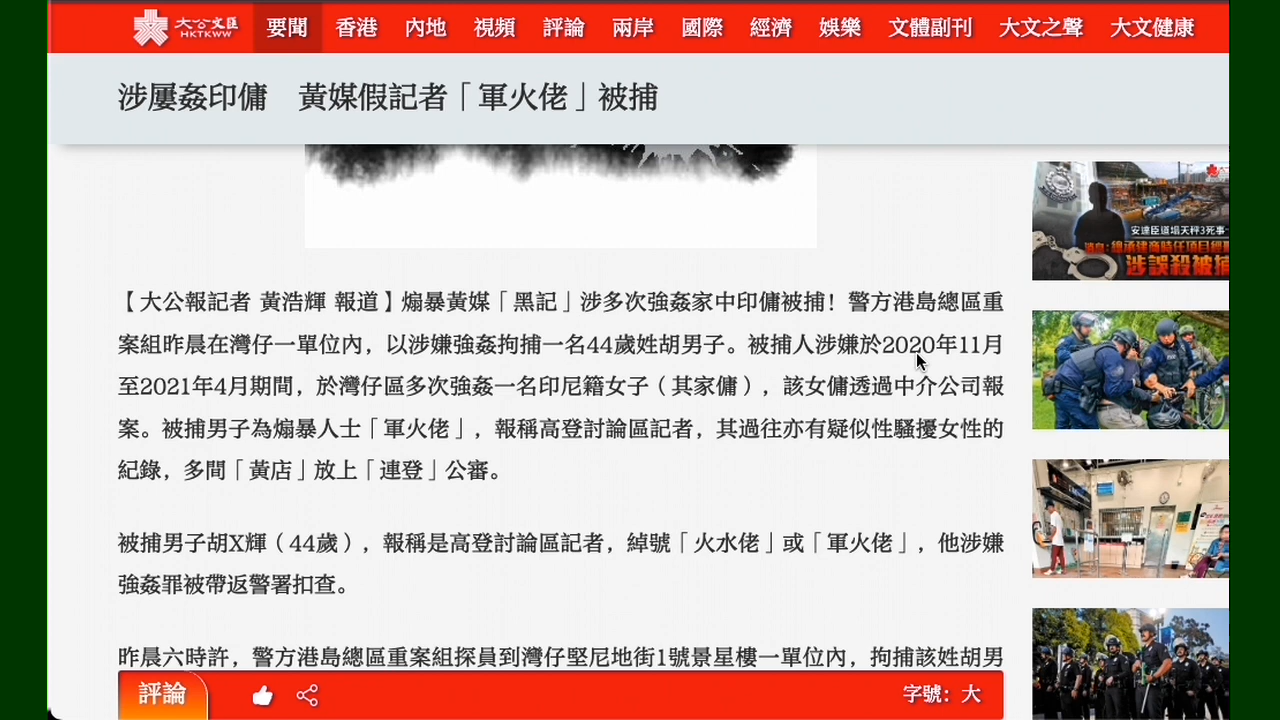 大公文匯
HKTKWW
要聞 香港 內地 視頻 評論 兩岸 國際 經濟 娛樂 文體副刊 大文之聲 大文健康
涉屢姦印傭 黃媒假記者「軍火佬」被捕
【大公報記者 黃浩輝 報道】煽暴黃媒「黑記」涉多次強姦家中印傭被捕！警方港島總區重
案組昨晨在灣仔一單位內，以涉嫌強姦拘捕一名44歲姓胡男子。被捕人涉嫌於2020年11月
至2021年4月期間，於灣仔區多次強姦一名印尼籍女子（其家傭），該女傭透過中介公司報
案。被捕男子為煽暴人士「軍火佬」，報稱高登討論區記者，其過往亦有疑似性騷擾女性的
紀錄，多間「黃店」放上「連登」公審。
被捕男子胡X輝（44歲），報稱是高登討論區記者，綽號「火水佬」或「軍火佬」，他涉嫌
強姦罪被帶返警署扣查。
昨晨六時許，警方港島總區重案組探員到灣仔堅尼地街1號景星樓一單位內，拘捕該姓胡男
評論 字號：大
安達臣道塌天秤3死事
涉誤殺被捕